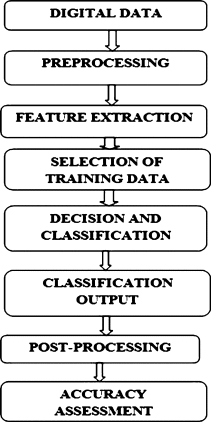 DIGITAL DATA
PREPROCESSING
FEATURE EXTRACTION
SELECTION OF
TRAINING DATA
DECISION AND
CLASSIFICATION
CLASSIFICATION
OUTPUT
POST-PROCESSING
ACCURACY
ASSESSMENT